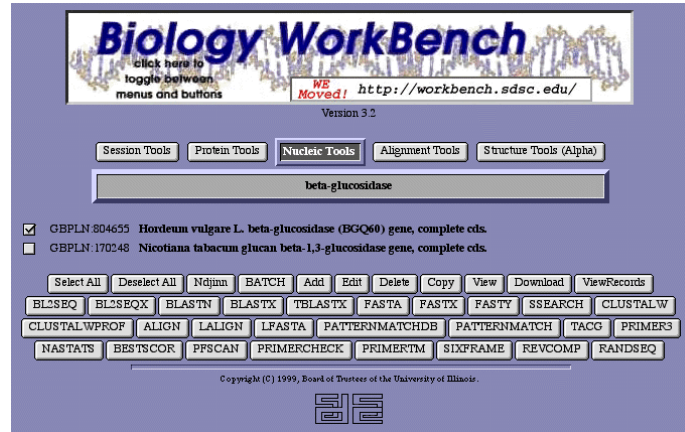 Biology WorkBench
click here to
toggle between
menus and buttons
WE
Moved! http://workbench.sdsc.edu/
Version 3.2
Session Tools Protein Tools Nucleic Tools Alignment Tools Structure Tools (Alpha)
beta-glucosidase
GBPLN:804655 Hordeum vulgare L. beta-glucosidase (BGQ60) gene, complete cds.
GBPLN:170248 Nicotiana tabacum glucan beta-1,3-glucosidase gene, complete cds.
Select All Deselect All Ndjinn BATCH Add Edit Delete Copy View Download ViewRecords
BL2SEQ BL2SEQX BLASTN BLASTX TBLASTX FASTA FASTX FASTY SSEARCH CLUSTALW
CLUSTALWPROF ALIGN LALIGN LFASTA PATTERNMATCHDB PATTERNMATCH TACG PRIMER3
NASTATS BESTSCOR PFSCAN PRIMERCHECK PRIMERTM SIXFRAME REVCOMP RANDSEQ
Copyright (C) 1999, Board of Trustees of the University of Illinois.